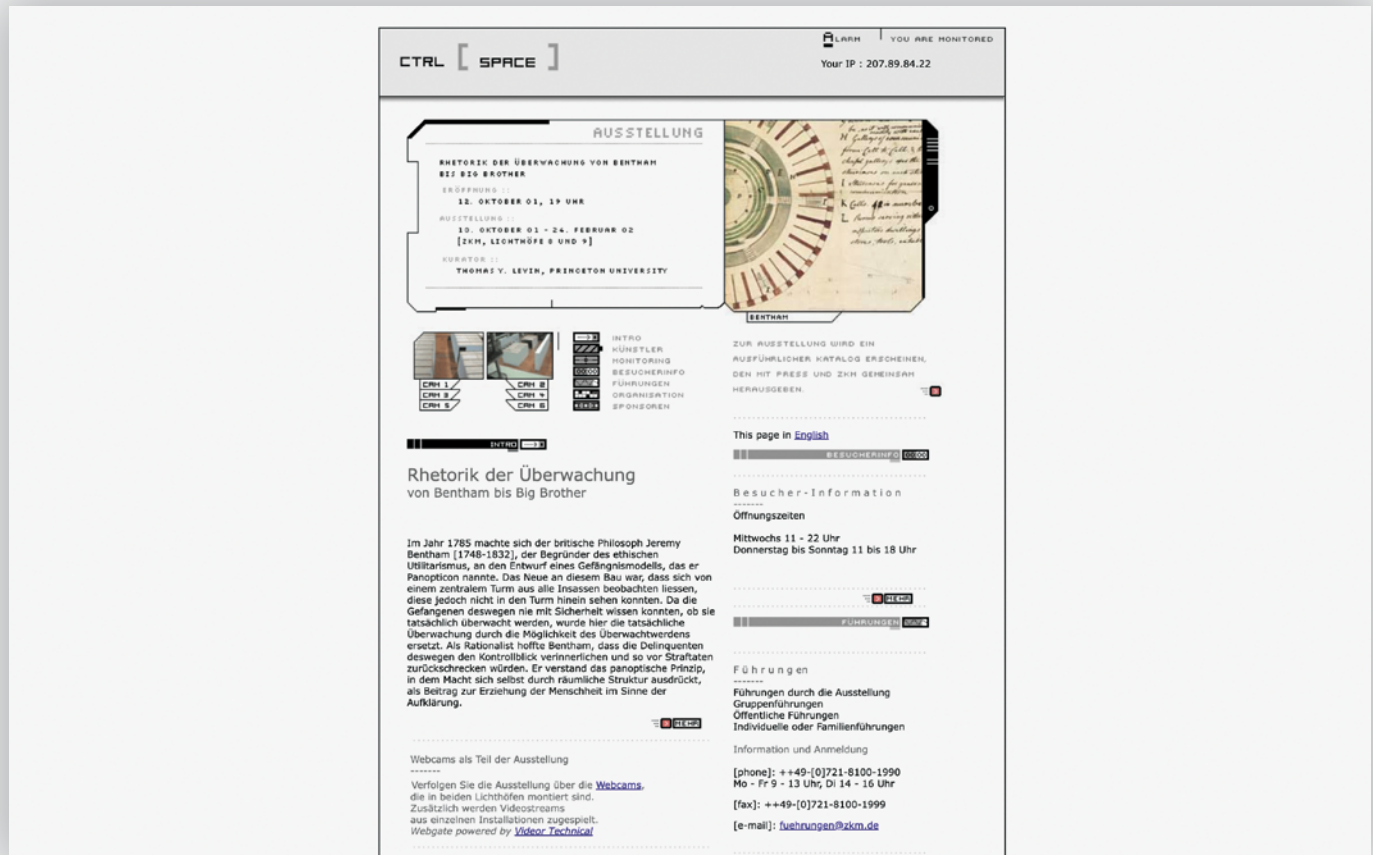 CTRL [ SPACE ]
ALARM
YOU ARE MONITORED
Your IP : 207.89.84.22
AUSSTELLUNG
RHETORIK DER ÜBERWACHUNG VON BENTHAM
BIS BIG BROTHER
ERÖFFNUNG ::
12. OKTOBER 01, 19 UHR
AUSSTELLUNG ::
13. OKTOBER 01 - 24. FEBRUAR 02
[ZKM, LICHTHÖFE 8 UND 9]
KURATOR ::
THOMAS Y. LEVIN, PRINCETON UNIVERSITY
BENTHAM
CAM 1
CAM 2
CAM 3
CAM 4
CAM 5
CAM 6
INTRO
KÜNSTLER
MONITORING
BESUCHERINFO
FÜHRUNGEN
ORGANISATION
SPONSOREN
ZUR AUSSTELLUNG WIRD EIN
AUSFÜHRLICHER KATALOG ERSCHEINEN,
DEN MIT PRESS UND ZKM GEMEINSAM
HERAUSGEBEN.
INTRO
Rhetorik der Überwachung
von Bentham bis Big Brother
Im Jahr 1785 machte sich der britische Philosoph Jeremy
Bentham [1748-1832], der Begründer des ethischen
Utilitarismus, an den Entwurf eines Gefängnismodells, das er
Panopticon nannte. Das Neue an diesem Bau war, dass sich von
einem zentralem Turm aus alle Insassen beobachten liessen,
diese jedoch nicht in den Turm hinein sehen konnten. Da die
Gefangenen deswegen nie mit Sicherheit wissen konnten, ob sie
tatsächlich überwacht werden, wurde hier die tatsächliche
Überwachung durch die Möglichkeit des Überwachtwerdens
ersetzt. Als Rationalist hoffte Bentham, dass die Delinquenten
deswegen den Kontrollblick verinnerlichen und so vor Straftaten
zurückschrecken würden. Er verstand das panoptische Prinzip,
in dem Macht sich selbst durch räumliche Struktur ausdrückt,
als Beitrag zur Erziehung der Menschheit im Sinne der
Aufklärung.
MEHR
Webcams als Teil der Ausstellung
-------
Verfolgen Sie die Ausstellung über die Webcams,
die in beiden Lichthöfen montiert sind.
Zusätzlich werden Videostreams
aus einzelnen Installationen zugespielt.
Webgate powered by Videor Technical
This page in English
BESUCHERINFO
Besucher-Information
-------
Öffnungszeiten
Mittwochs 11 - 22 Uhr
Donnerstag bis Sonntag 11 bis 18 Uhr
MEHR
FÜHRUNGEN
Führungen
-------
Führungen durch die Ausstellung
Gruppenführungen
Öffentliche Führungen
Individuelle oder Familienführungen
Information und Anmeldung
[phone]: ++49-[0]721-8100-1990
Mo - Fr 9 - 13 Uhr, Di 14 - 16 Uhr
[fax]: ++49-[0]721-8100-1999
[e-mail]: fuehrungen@zkm.de